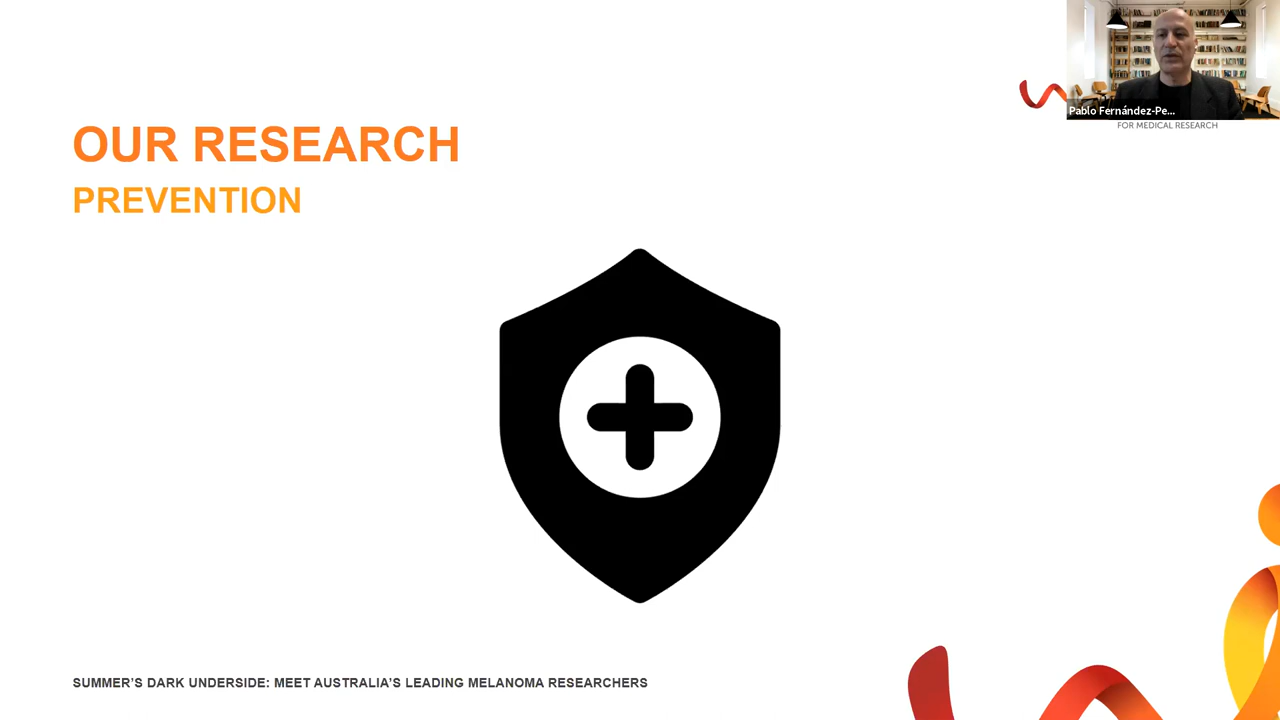 Pablo Fernández-Pe...
FOR MEDICAL RESEARCH
OUR RESEARCH
PREVENTION
SUMMER'S DARK UNDERSIDE: MEET AUSTRALIA'S LEADING MELANOMA RESEARCHERS